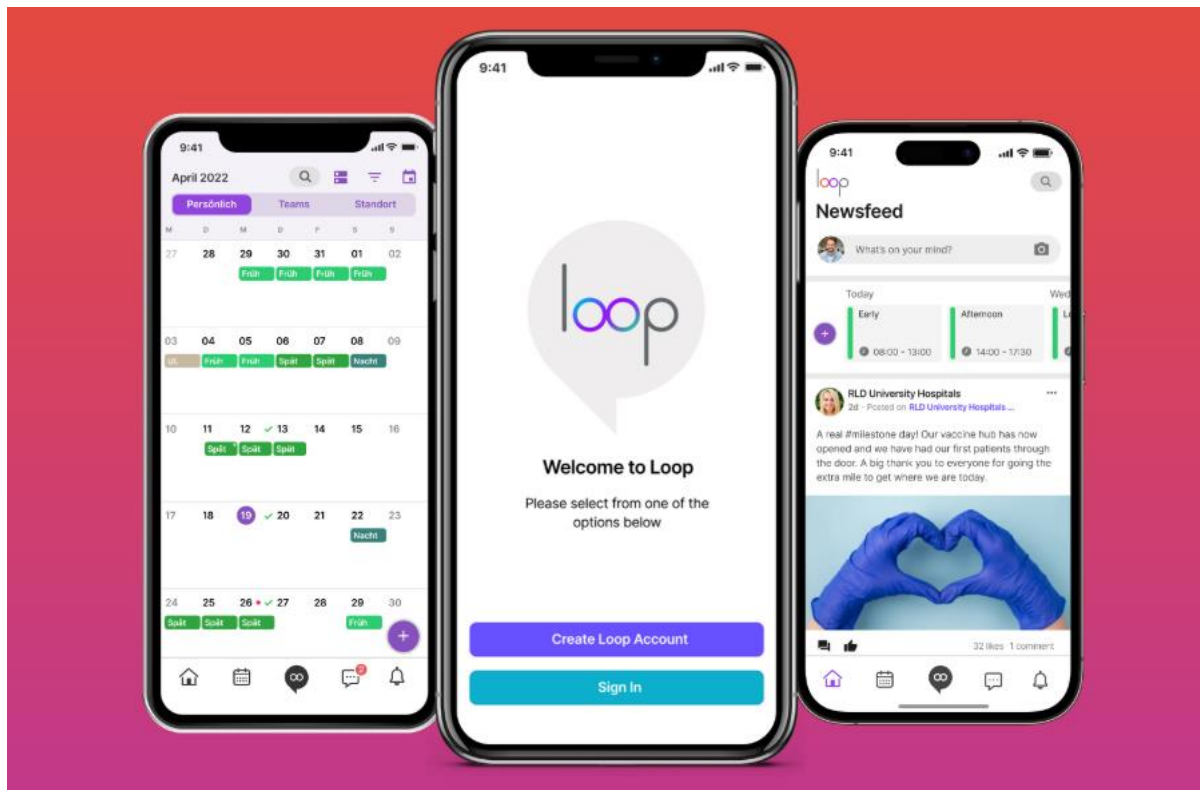 9:41
April 2022
Persönlich Teams Standort
M D M D F S S
27 28 29 30 31 01 02
Früh Früh Früh Früh
03 04 05 06 07 08 09
UL Früh Früh Spät Spät Nacht
10 11 12 13 14 15 16
Spät Spät Spät
17 18 19 20 21 22 23
Nacht
24 25 26 27 28 29 30
Spät Spät Spät Früh
+
2
9:41
loop
Welcome to Loop
Please select from one of the
options below
Create Loop Account
Sign In
9:41
loop
Newsfeed
What's on your mind?
Today Wed
Early Afternoon
+
08:00 - 13:00 14:00 - 17:30
RLD University Hospitals
2d - Posted on RLD University Hospitals ...
A real #milestone day! Our vaccine hub has now
opened and we have had our first patients through
the door. A big thank you to everyone for going the
extra mile to get where we are today.
32 likes 1 comment